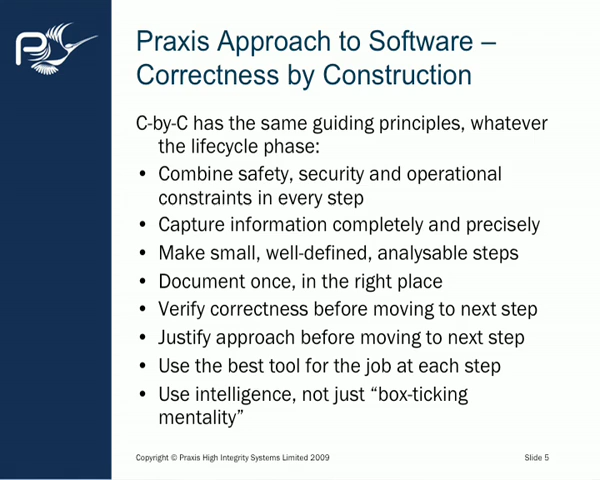 Praxis Approach to Software –
Correctness by Construction
C-by-C has the same guiding principles, whatever
the lifecycle phase:
• Combine safety, security and operational
constraints in every step
• Capture information completely and precisely
• Make small, well-defined, analysable steps
• Document once, in the right place
• Verify correctness before moving to next step
• Justify approach before moving to next step
• Use the best tool for the job at each step
• Use intelligence, not just “box-ticking
mentality”
Copyright © Praxis High Integrity Systems Limited 2009
Slide 5